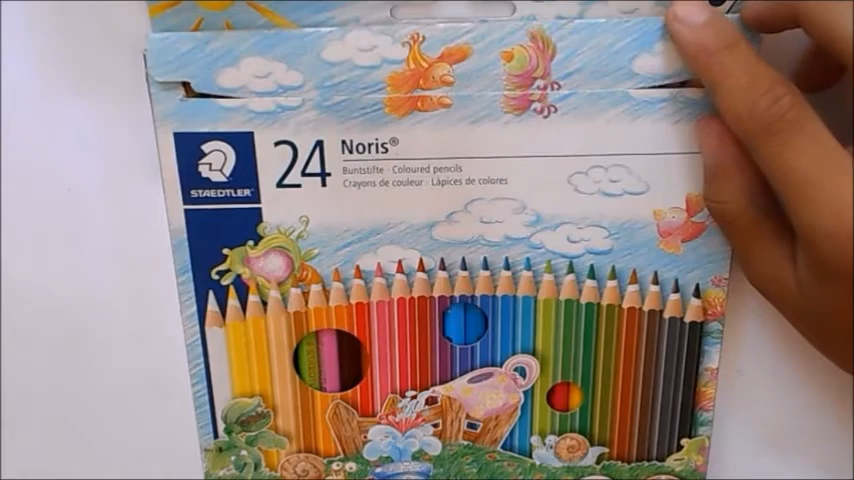 STAEDTLER
24
Noris®
Buntstifte · Coloured pencils
Crayons de couleur · Lápices de colores